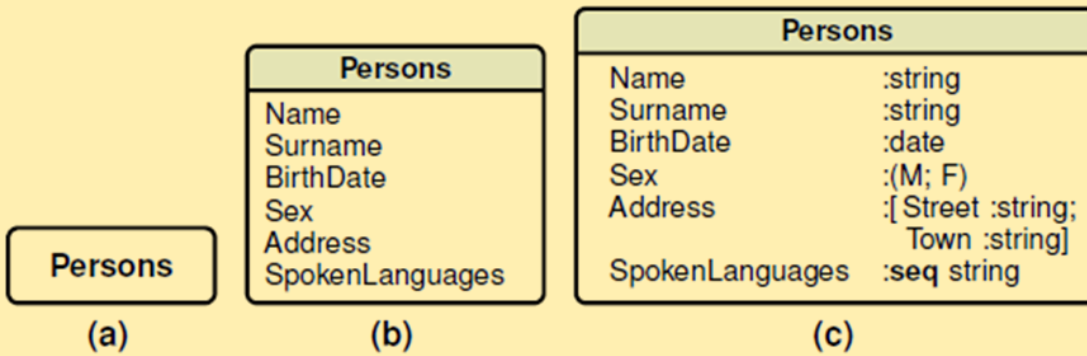 Persons
(a)
Persons
Name
Surname
BirthDate
Sex
Address
SpokenLanguages
(b)
Persons
Name :string
Surname :string
BirthDate :date
Sex :(M; F)
Address :[ Street :string;
Town :string]
SpokenLanguages :seq string
(c)